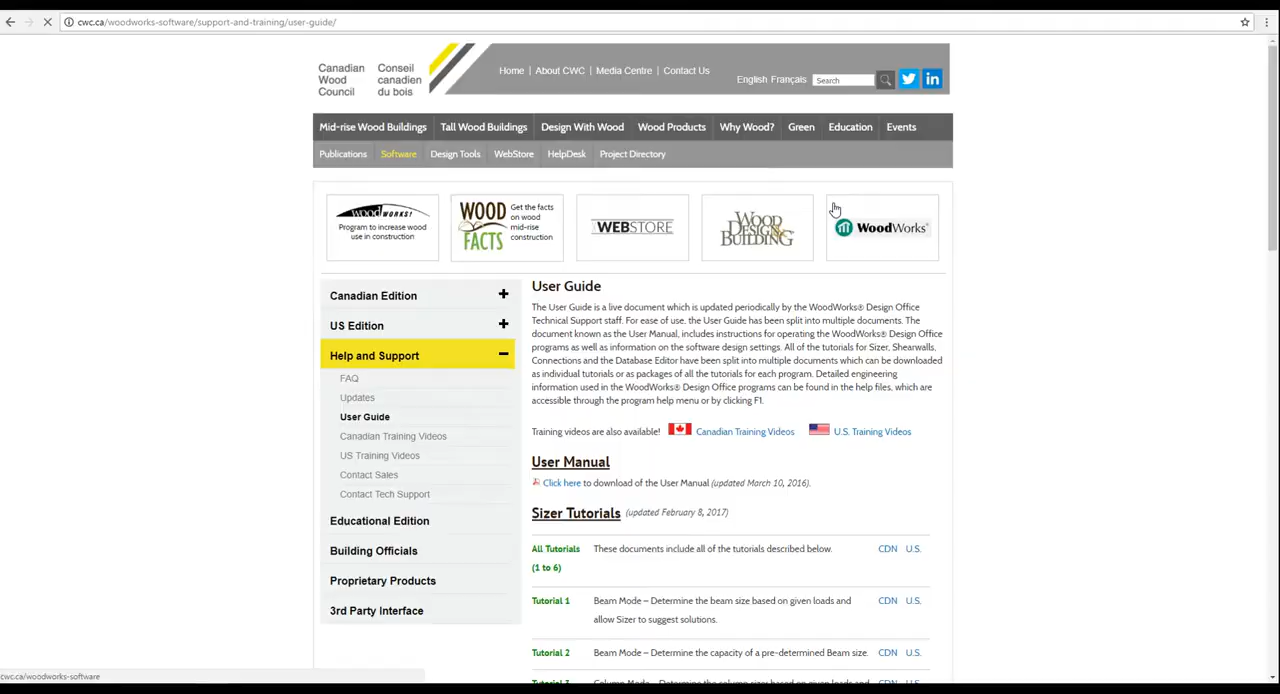 cwc.ca/woodworks-software/support-and-training/user-guide/
Canadian Wood Council
Conseil canadien du bois
Home | About CWC | Media Centre | Contact Us
English Français Search
Mid-rise Wood Buildings Tall Wood Buildings Design With Wood Wood Products Why Wood? Green Education Events
Publications Software Design Tools WebStore HelpDesk Project Directory
woodWORKS!
Program to increase wood
use in construction
WOOD FACTS
Get the facts
on wood
mid-rise
construction
WEBSTORE
WOOD DESIGN & BUILDING
WoodWorks®
Canadian Edition +
US Edition +
Help and Support −
FAQ
Updates
User Guide
Canadian Training Videos
US Training Videos
Contact Sales
Contact Tech Support
Educational Edition
Building Officials
Proprietary Products
3rd Party Interface
User Guide
The User Guide is a live document which is updated periodically by the WoodWorks® Design Office
Technical Support staff. For ease of use, the User Guide has been split into multiple documents. The
document known as the User Manual, includes instructions for operating the WoodWorks® Design Office
programs as well as information on the software design settings. All of the tutorials for Sizer, Shearwalls,
Connections and the Database Editor have been split into multiple documents which can be downloaded
as individual tutorials or as packages of all the tutorials for each program. Detailed engineering
information used in the WoodWorks® Design Office programs can be found in the help files, which are
accessible through the program help menu or by clicking F1.
Training videos are also available! Canadian Training Videos U.S. Training Videos
User Manual
Click here to download of the User Manual (updated March 10, 2016).
Sizer Tutorials (updated February 8, 2017)
All Tutorials (1 to 6) These documents include all of the tutorials described below. CDN U.S.
Tutorial 1 Beam Mode – Determine the beam size based on given loads and CDN U.S.
allow Sizer to suggest solutions.
Tutorial 2 Beam Mode – Determine the capacity of a pre-determined Beam size. CDN U.S.
Tutorial 3 Column Mode – Determine the column size based on given loads and CDN U.S.
cwc.ca/woodworks-software